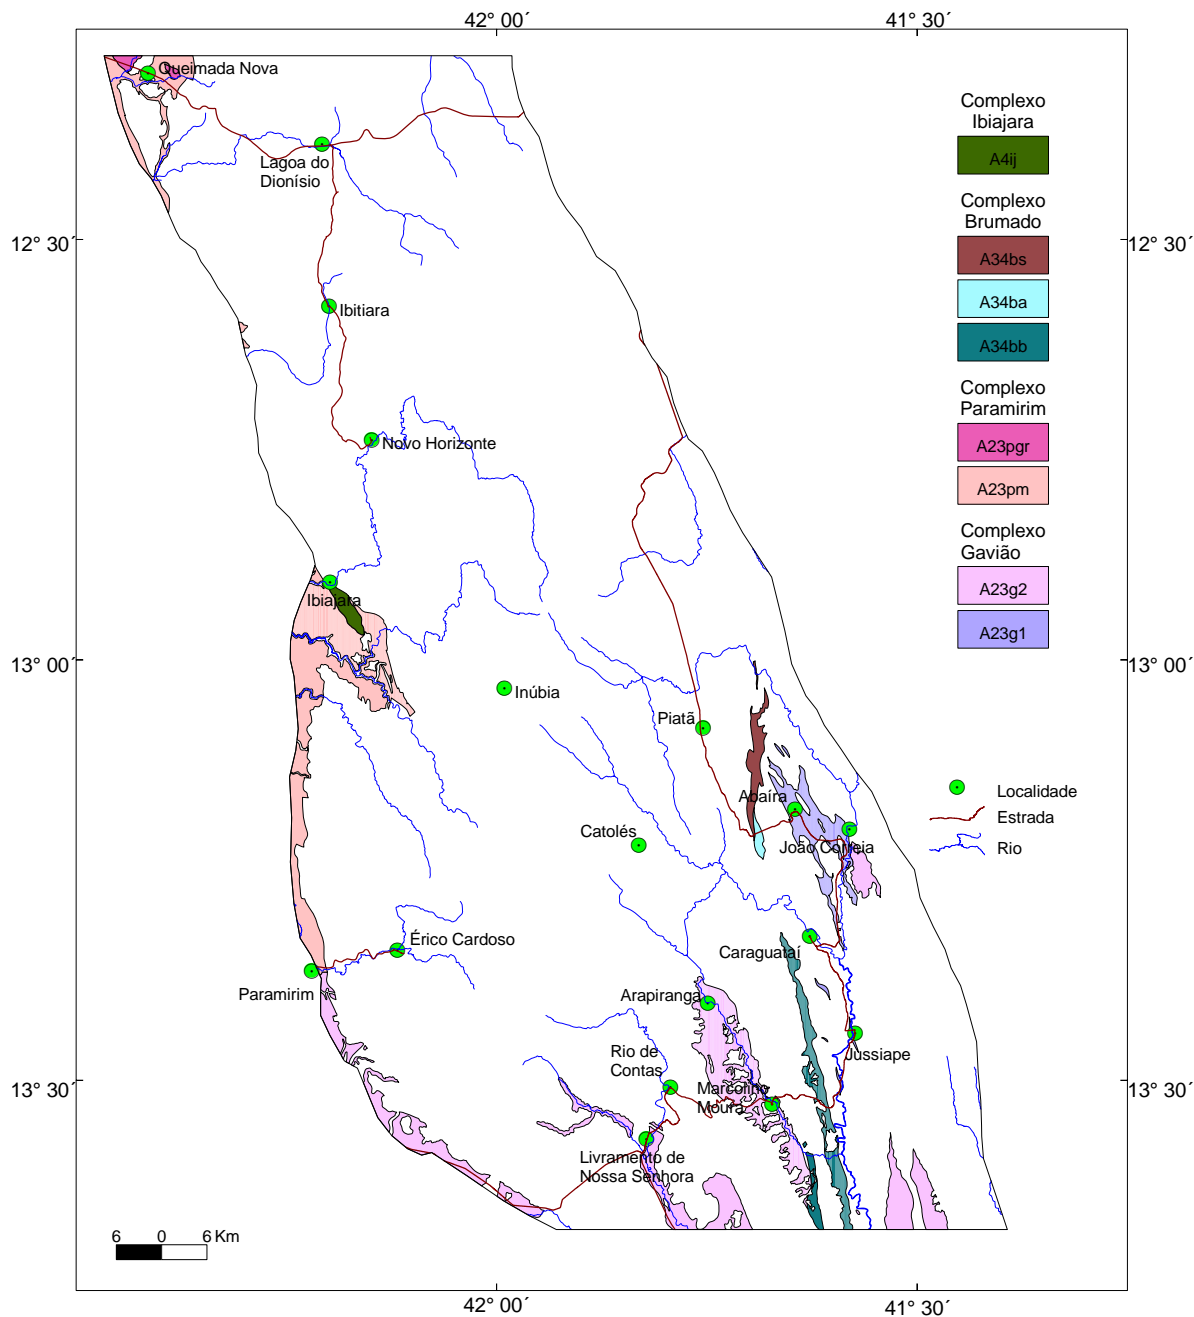 42° 00´
41° 30´
Queimada Nova
Complexo
Ibiajara
A4ij
Lagoa do
Dionísio
Complexo
Brumado
12° 30´
12° 30´
A34bs
A34ba
Ibitiara
A34bb
Complexo
Paramirim
Novo Horizonte
A23pgr
A23pm
Complexo
Gavião
A23g2
Ibiajara
A23g1
13° 00´
13° 00´
Inúbia
Piatã
Localidade
Abaíra
Estrada
Catolés
João Correia
Rio
Érico Cardoso
Caraguataí
Paramirim
Arapiranga
Jussiape
Rio de
Contas
13° 30´
13° 30´
Marcolino
Moura
Livramento de
Nossa Senhora
6 0 6 Km
42° 00´
41° 30´